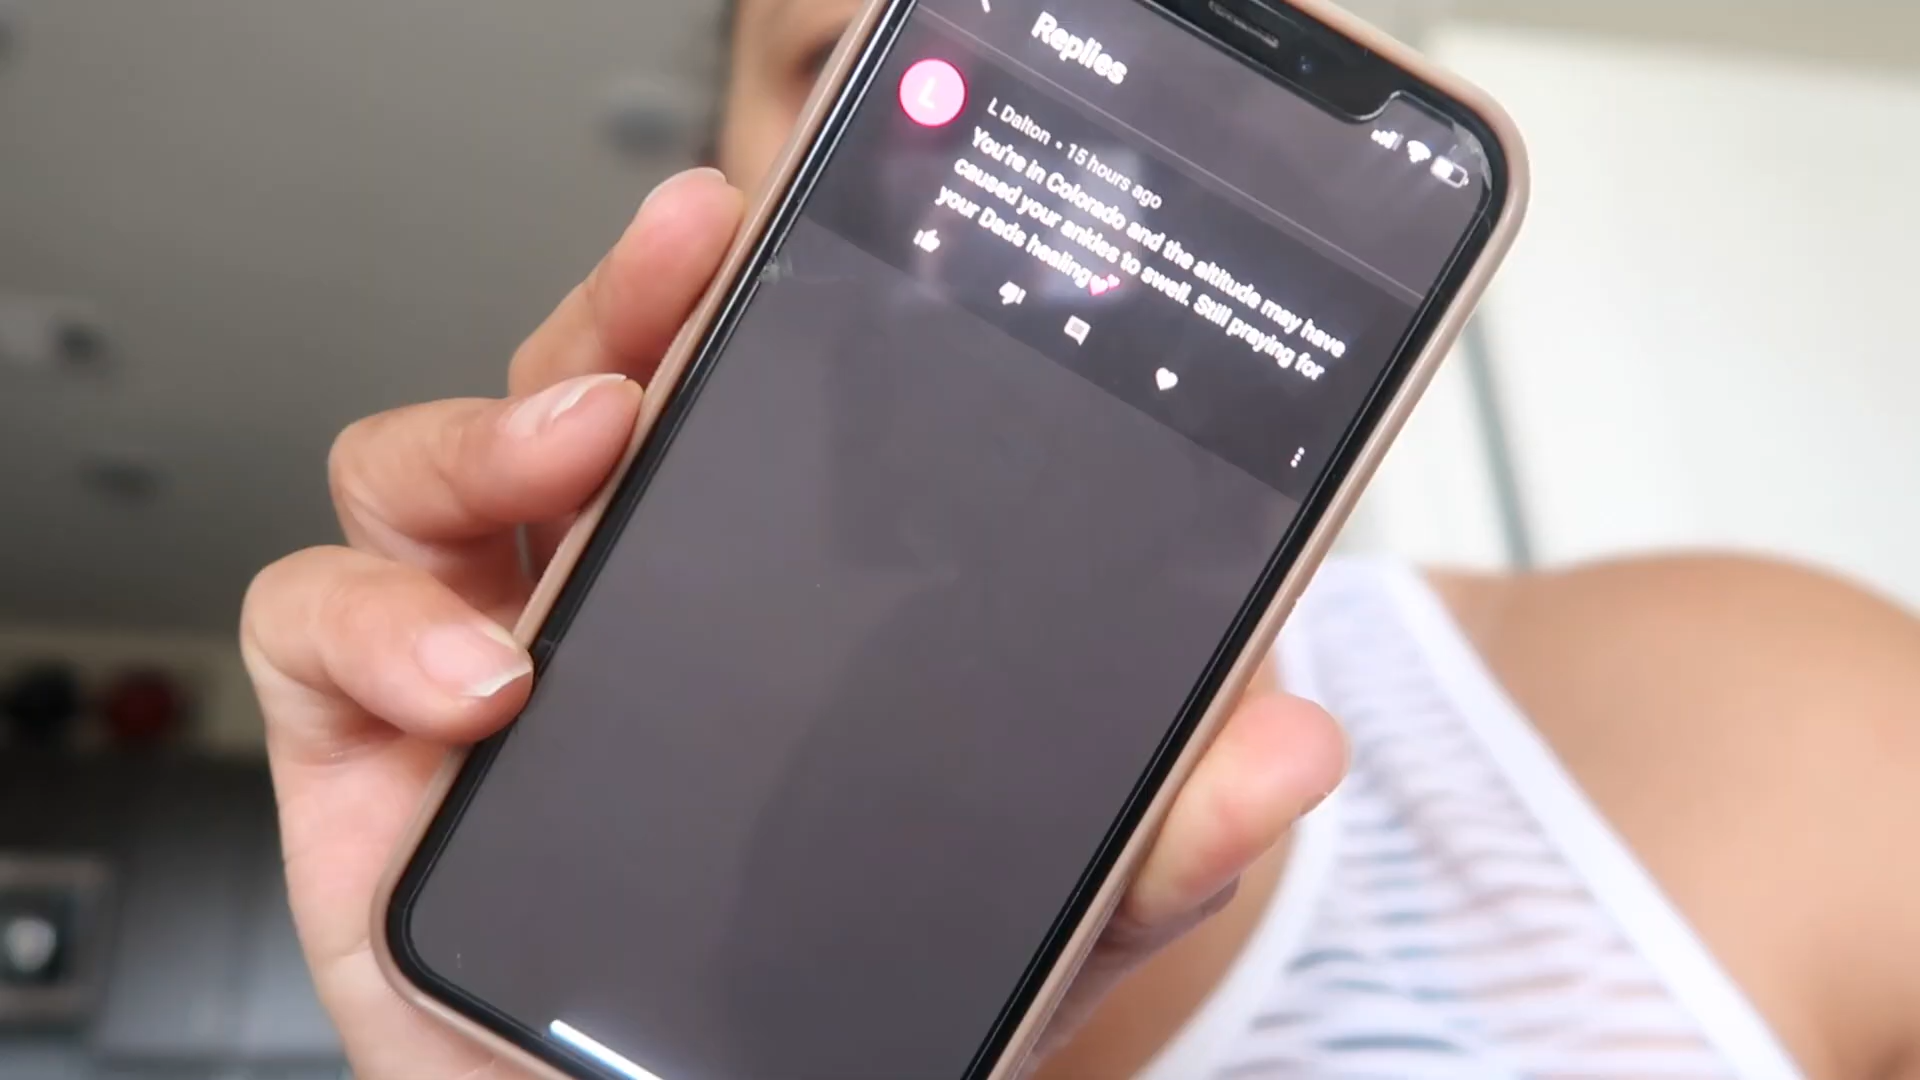 Replies
L
L Dalton • 15 hours ago
You're in Colorado and the altitude may have
caused your ankles to swell. Still praying for
your Dads healing💕